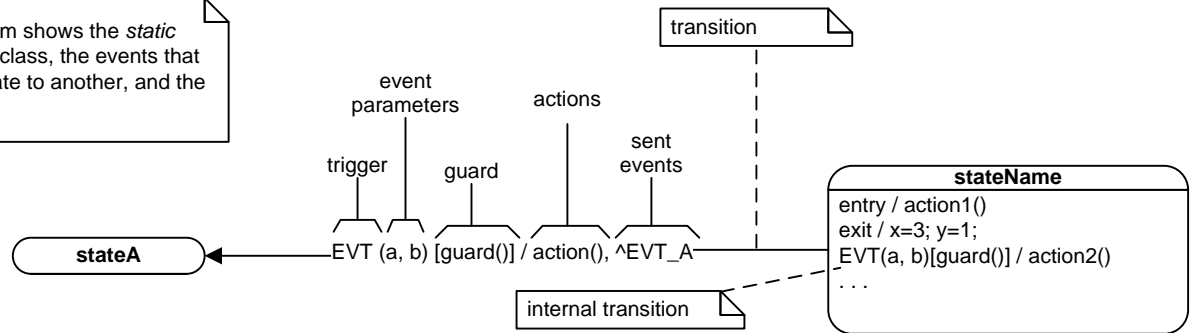 m shows the static
class, the events that
ate to another, and the
transition
event
parameters
actions
sent
events
trigger
guard
stateA
EVT (a, b) [guard()] / action(), ^EVT_A
stateName
entry / action1()
exit / x=3; y=1;
EVT(a, b)[guard()] / action2()
. . .
internal transition